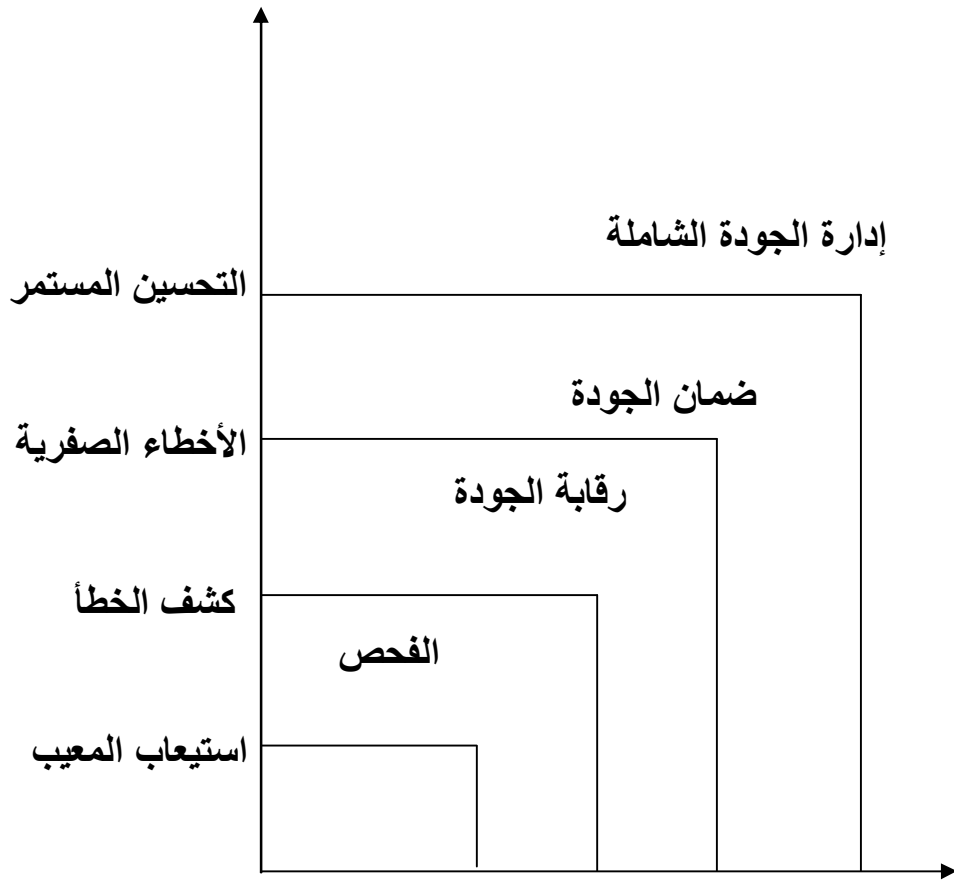 إدارة الجودة الشاملة
التحسين المستمر
ضمان الجودة
الأخطاء الصفرية
رقابة الجودة
كشف الخطأ
الفحص
استيعاب المعيب